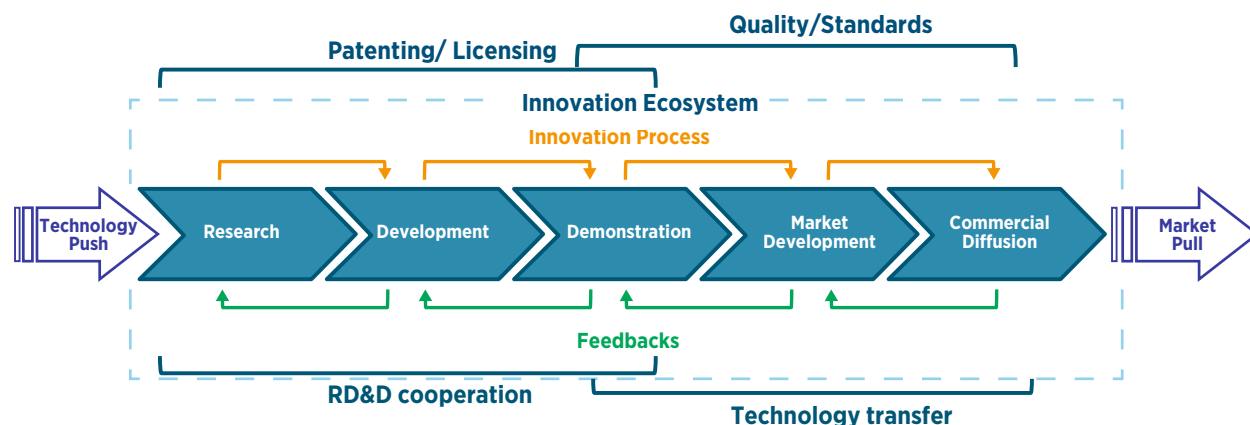 Quality/Standards
Patenting/ Licensing
Innovation Ecosystem
Innovation Process
Technology
Push
Research
Development
Demonstration
Market
Development
Commercial
Diffusion
Market
Pull
Feedbacks
RD&D cooperation
Technology transfer